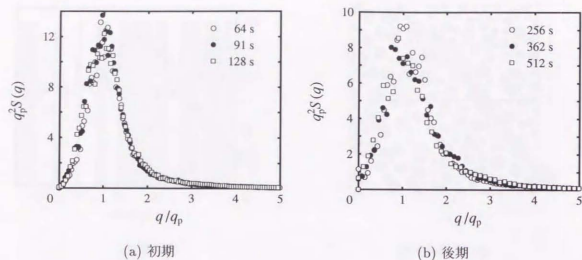 12
8
4
0
0 1 2 3 4 5
q_p^2 S(q)
q/q_p
○ 64 s
● 91 s
□ 128 s
(a) 初期
10
8
6
4
2
0
0 1 2 3 4 5
q_p^2 S(q)
q/q_p
○ 256 s
● 362 s
□ 512 s
(b) 後期